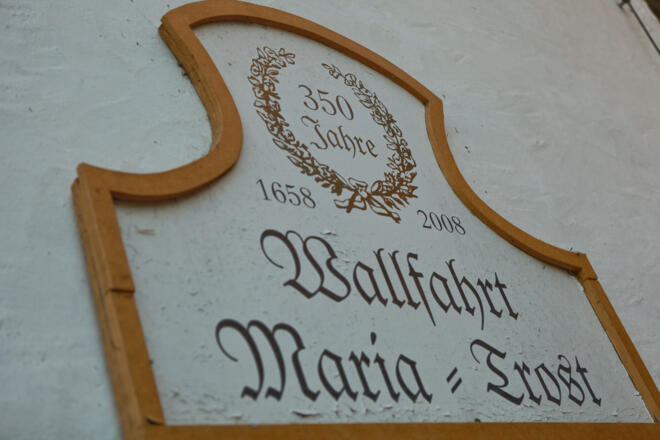 350
Jahre
1658 2008
Wallfahrt
Maria = Trost